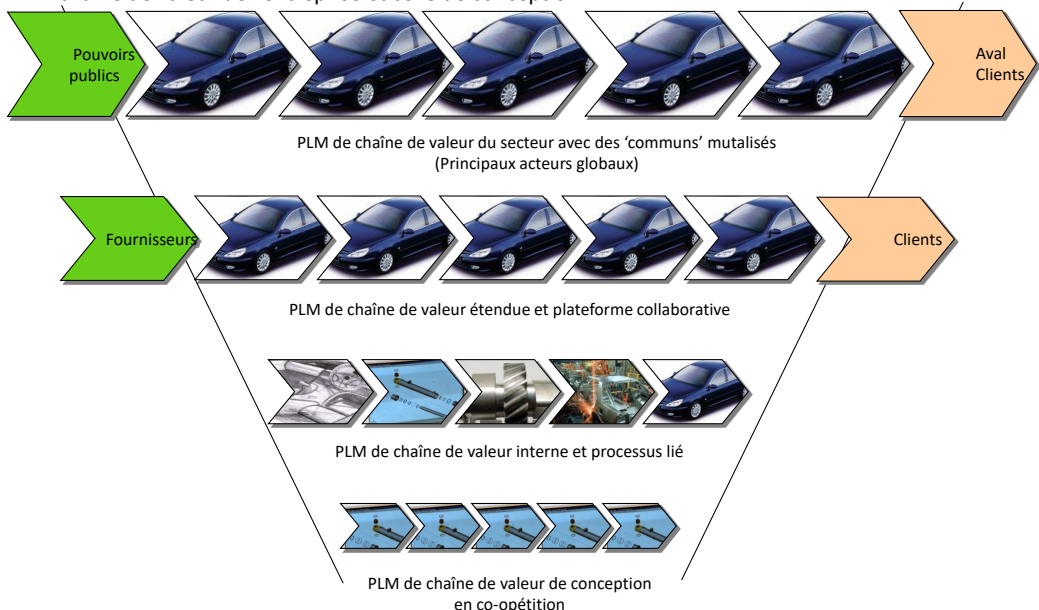 Pouvoirs
publics
Aval
Clients
PLM de chaîne de valeur du secteur avec des ‘communs’ mutalisés
(Principaux acteurs globaux)
Fournisseurs
Clients
PLM de chaîne de valeur étendue et plateforme collaborative
PLM de chaîne de valeur interne et processus lié
PLM de chaîne de valeur de conception
en co-opétition